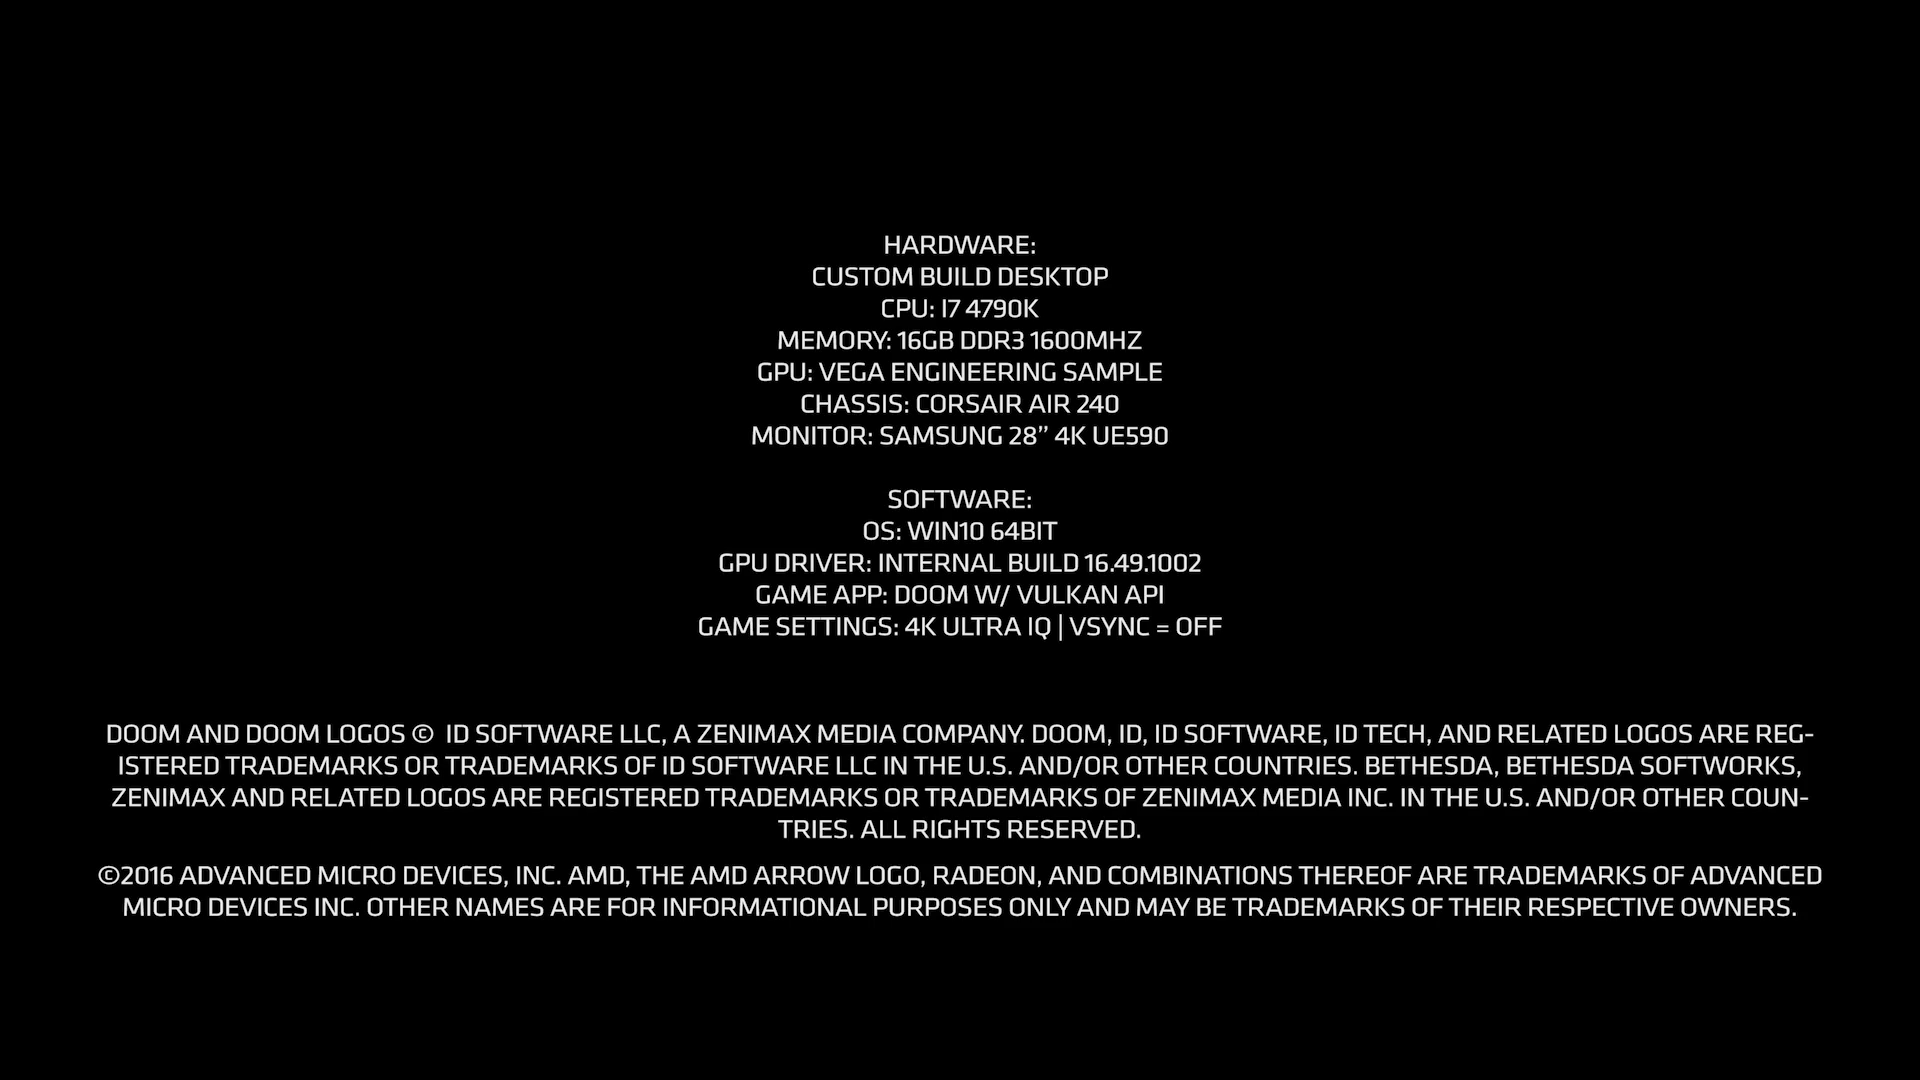 HARDWARE:
CUSTOM BUILD DESKTOP
CPU: I7 4790K
MEMORY: 16GB DDR3 1600MHZ
GPU: VEGA ENGINEERING SAMPLE
CHASSIS: CORSAIR AIR 240
MONITOR: SAMSUNG 28” 4K UE590
SOFTWARE:
OS: WIN10 64BIT
GPU DRIVER: INTERNAL BUILD 16.49.1002
GAME APP: DOOM W/ VULKAN API
GAME SETTINGS: 4K ULTRA IQ | VSYNC = OFF
DOOM AND DOOM LOGOS © ID SOFTWARE LLC, A ZENIMAX MEDIA COMPANY. DOOM, ID, ID SOFTWARE, ID TECH, AND RELATED LOGOS ARE REG-
ISTERED TRADEMARKS OR TRADEMARKS OF ID SOFTWARE LLC IN THE U.S. AND/OR OTHER COUNTRIES. BETHESDA, BETHESDA SOFTWORKS,
ZENIMAX AND RELATED LOGOS ARE REGISTERED TRADEMARKS OR TRADEMARKS OF ZENIMAX MEDIA INC. IN THE U.S. AND/OR OTHER COUN-
TRIES. ALL RIGHTS RESERVED.
©2016 ADVANCED MICRO DEVICES, INC. AMD, THE AMD ARROW LOGO, RADEON, AND COMBINATIONS THEREOF ARE TRADEMARKS OF ADVANCED
MICRO DEVICES INC. OTHER NAMES ARE FOR INFORMATIONAL PURPOSES ONLY AND MAY BE TRADEMARKS OF THEIR RESPECTIVE OWNERS.